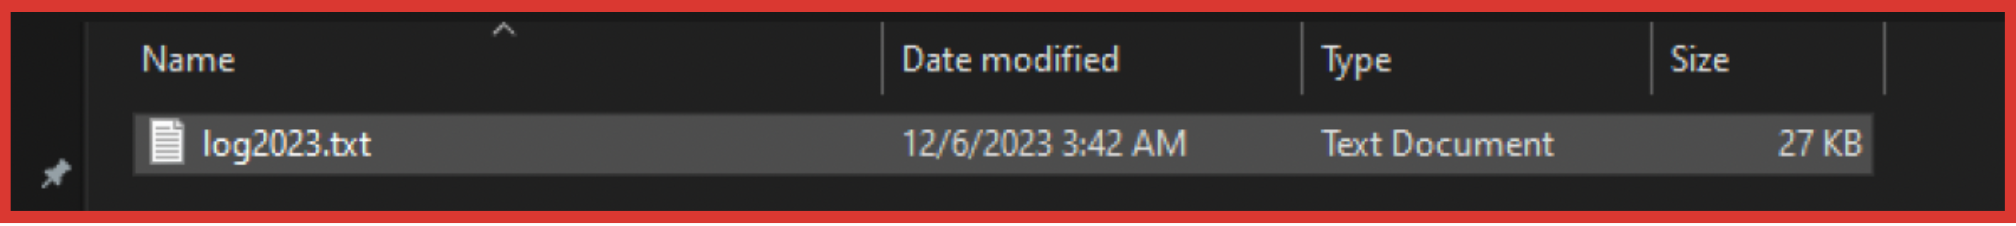 Name Date modified Type Size
log2023.txt 12/6/2023 3:42 AM Text Document 27 KB